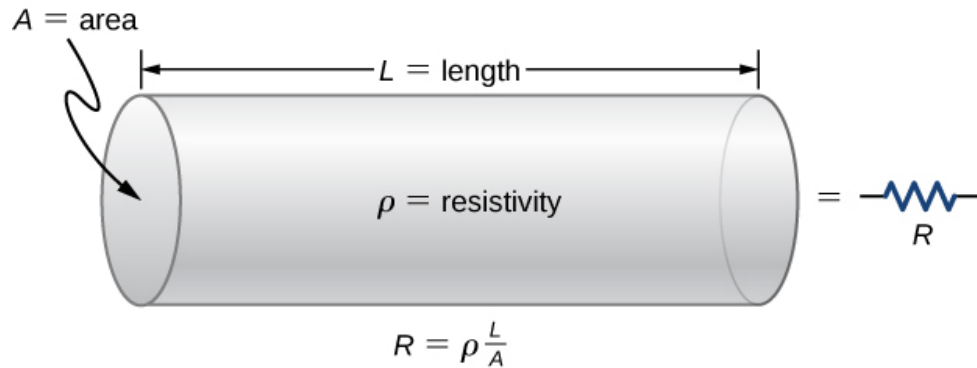 A = area
L = length
ρ = resistivity
=
R
R = ρ L/A